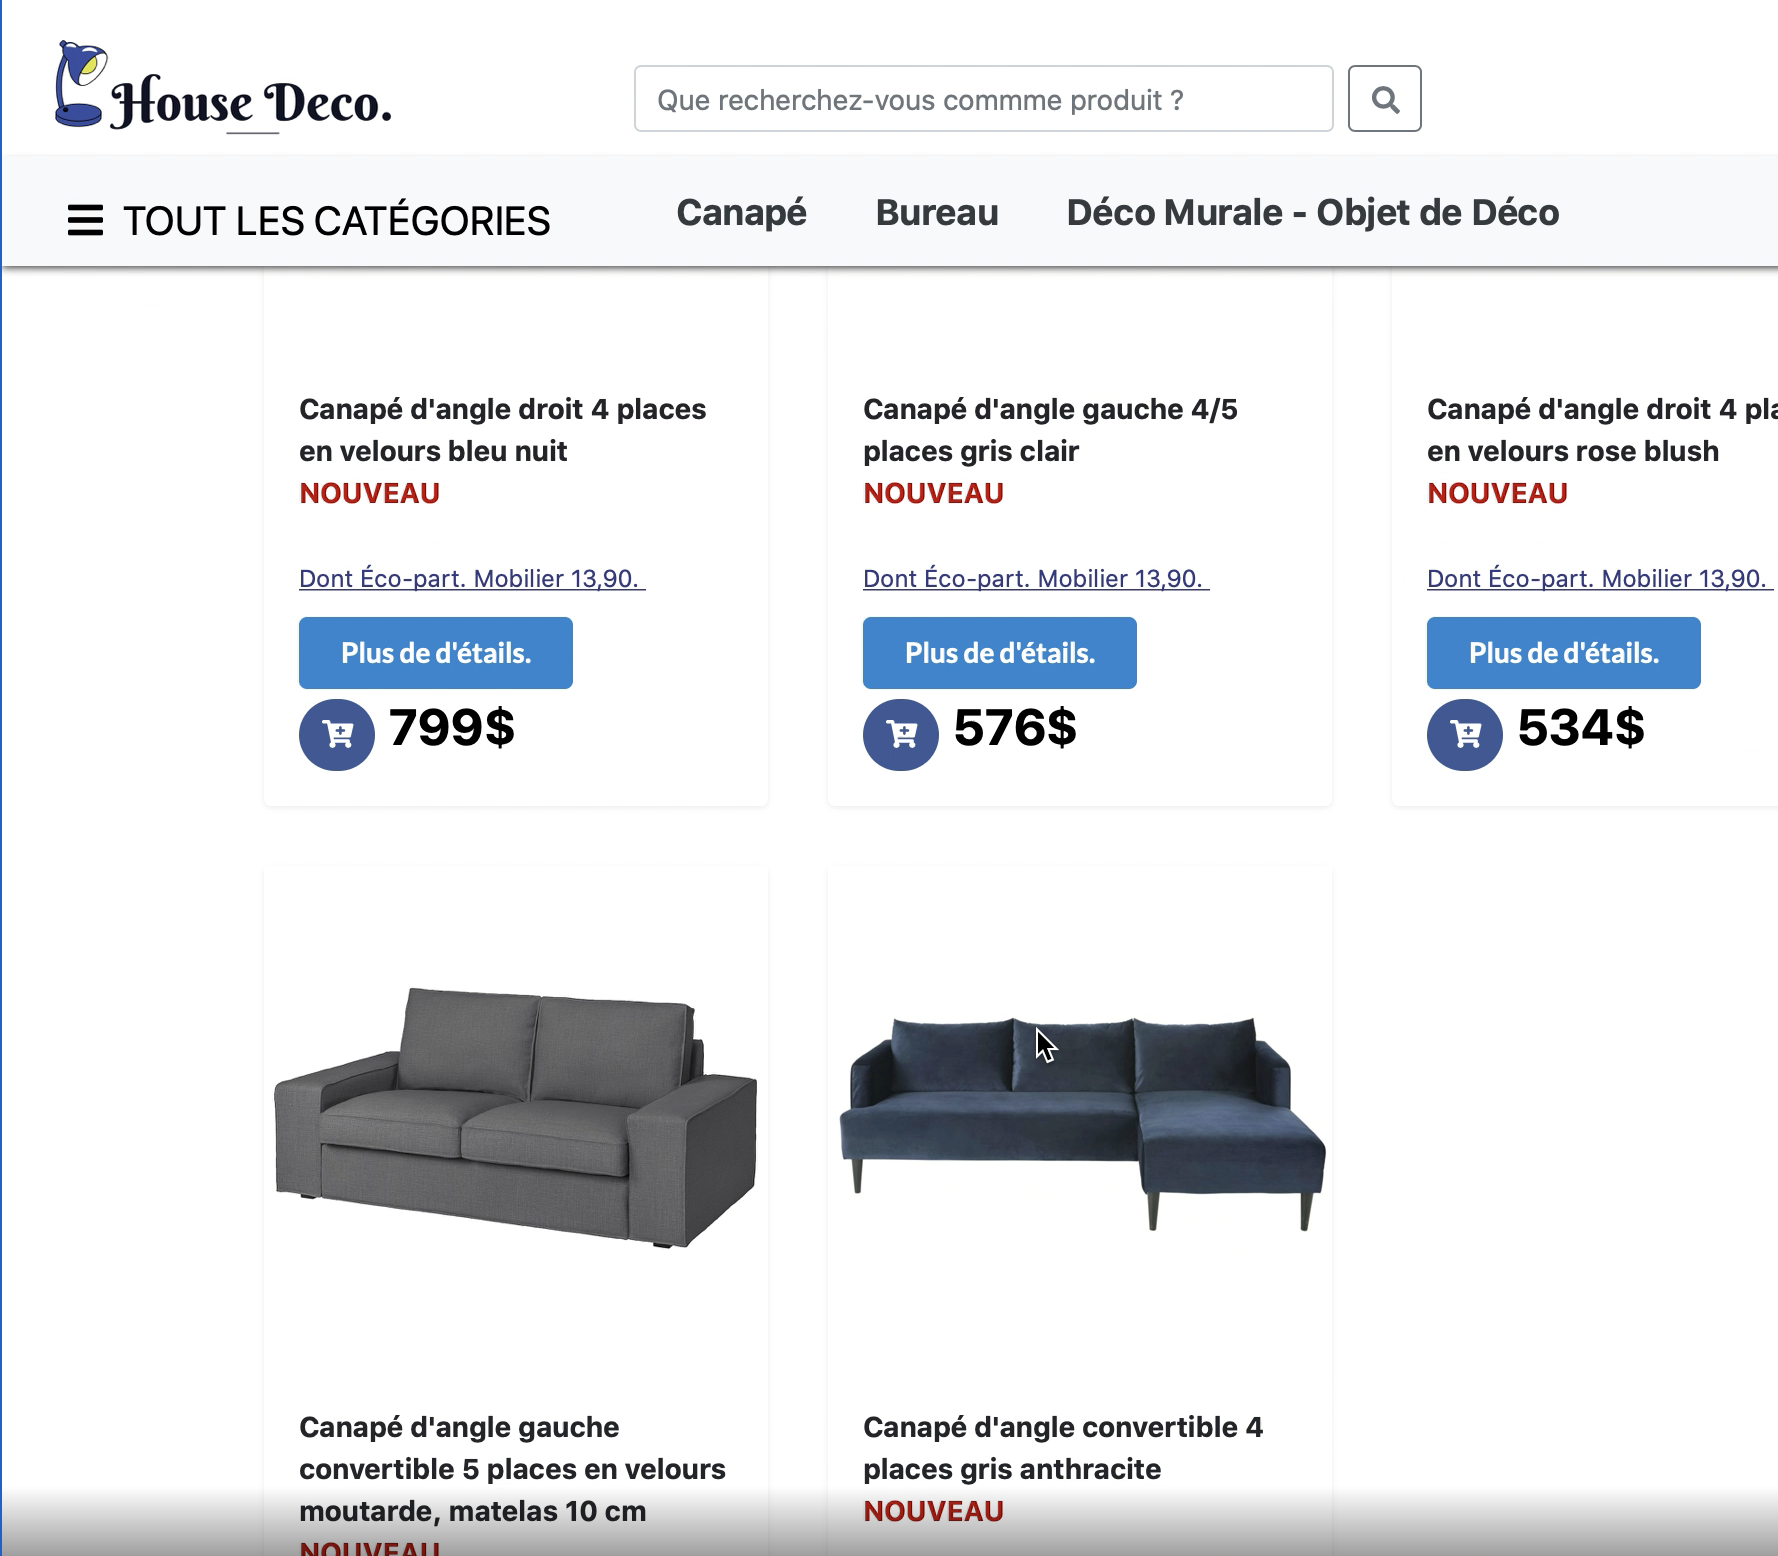 House Deco.
Que recherchez-vous commme produit ?
TOUT LES CATÉGORIES
Canapé
Bureau
Déco Murale - Objet de Déco
Canapé d'angle droit 4 places
en velours bleu nuit
NOUVEAU
Dont Éco-part. Mobilier 13,90.
Plus de d'étails.
799$
Canapé d'angle gauche 4/5
places gris clair
NOUVEAU
Dont Éco-part. Mobilier 13,90.
Plus de d'étails.
576$
Canapé d'angle droit 4 pla
en velours rose blush
NOUVEAU
Dont Éco-part. Mobilier 13,90.
Plus de d'étails.
534$
Canapé d'angle gauche
convertible 5 places en velours
moutarde, matelas 10 cm
NOUVEAU
Canapé d'angle convertible 4
places gris anthracite
NOUVEAU